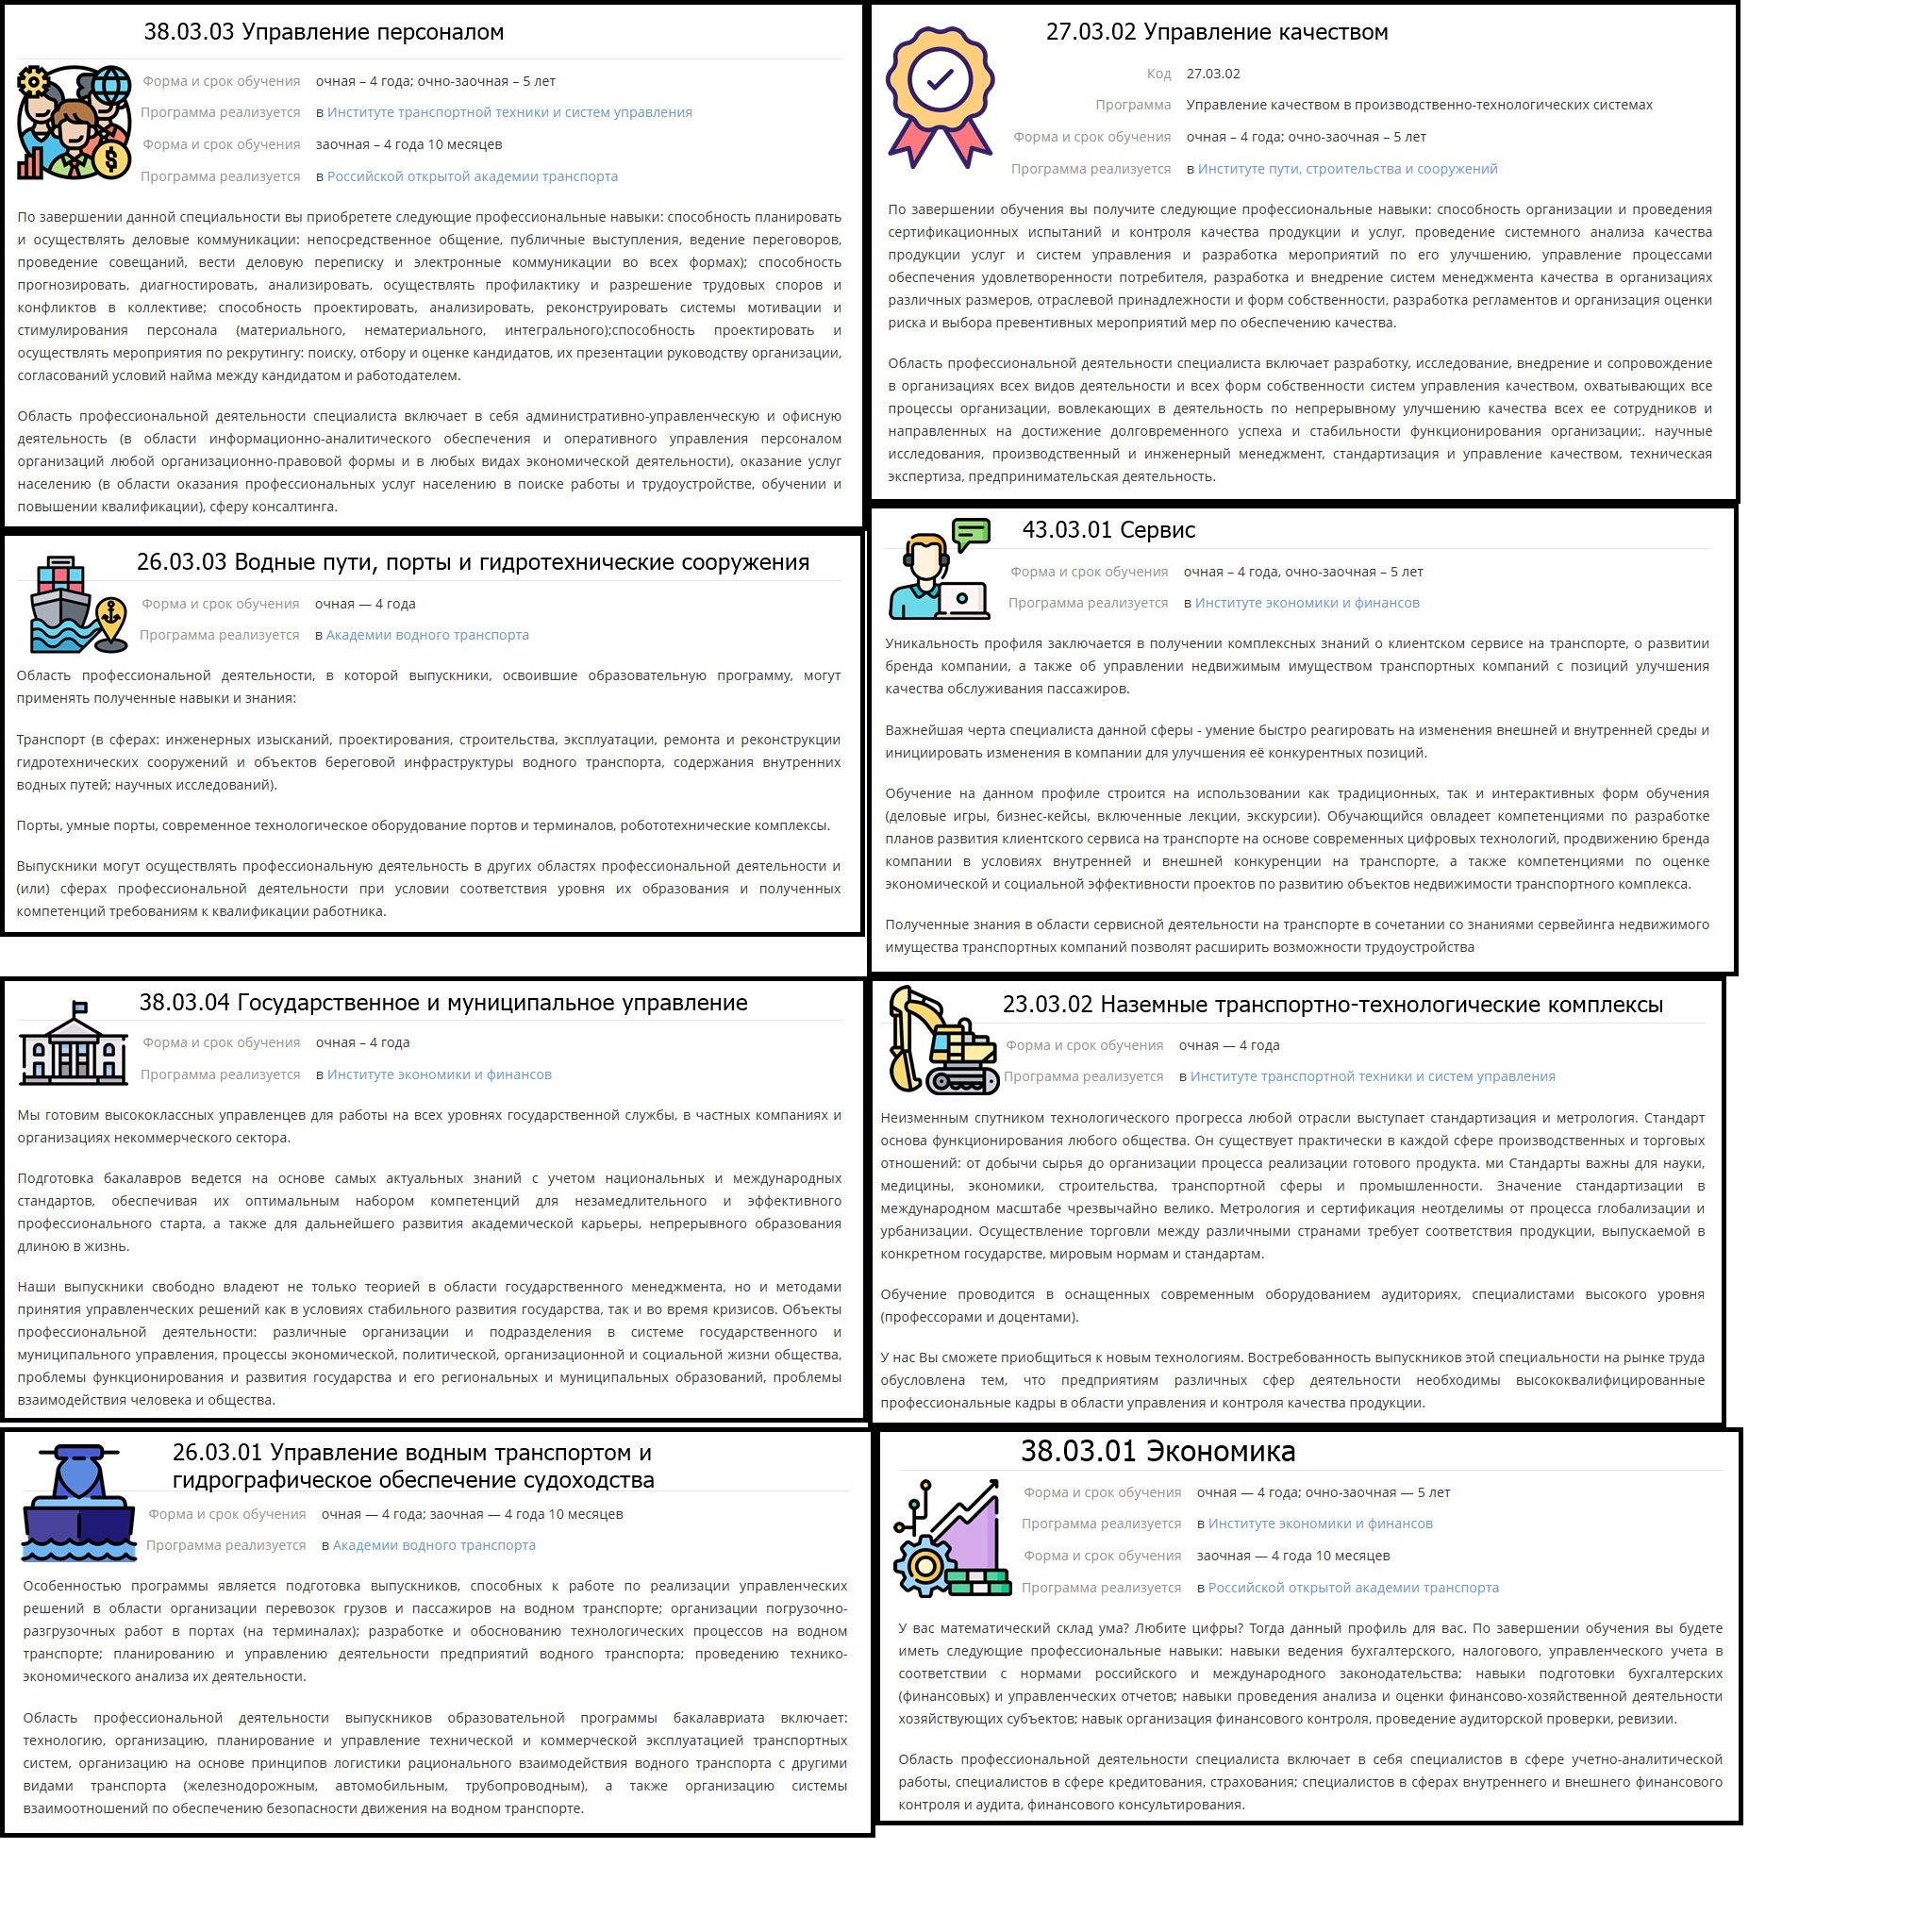 38.03.03 Управление персоналом
Форма и срок обучения очная – 4 года; очно-заочная – 5 лет
Программа реализуется в Институте транспортной техники и систем управления
Форма и срок обучения заочная – 4 года 10 месяцев
Программа реализуется в Российской открытой академии транспорта
По завершении данной специальности вы приобретете следующие профессиональные навыки: способность планировать
и осуществлять деловые коммуникации: непосредственное общение, публичные выступления, ведение переговоров,
проведение совещаний, вести деловую переписку и электронные коммуникации во всех формах); способность
прогнозировать, диагностировать, анализировать, осуществлять профилактику и разрешение трудовых споров и
конфликтов в коллективе; способность проектировать, анализировать, реконструировать системы мотивации и
стимулирования персонала (материального, нематериального, интегрального);способность проектировать и
осуществлять мероприятия по рекрутингу: поиску, отбору и оценке кандидатов, их презентации руководству организации,
согласований условий найма между кандидатом и работодателем.
Область профессиональной деятельности специалиста включает в себя административно-управленческую и офисную
деятельность (в области информационно-аналитического обеспечения и оперативного управления персоналом
организаций любой организационно-правовой формы и в любых видах экономической деятельности), оказание услуг
населению (в области оказания профессиональных услуг населению в поиске работы и трудоустройстве, обучении и
повышении квалификации), сферу консалтинга.
27.03.02 Управление качеством
Код 27.03.02
Программа Управление качеством в производственно-технологических системах
Форма и срок обучения очная – 4 года; очно-заочная – 5 лет
Программа реализуется в Институте пути, строительства и сооружений
По завершении обучения вы получите следующие профессиональные навыки: способность организации и проведения
сертификационных испытаний и контроля качества продукции и услуг, проведение системного анализа качества
продукции услуг и систем управления и разработка мероприятий по его улучшению, управление процессами
обеспечения удовлетворенности потребителя, разработка и внедрение систем менеджмента качества в организациях
различных размеров, отраслевой принадлежности и форм собственности, разработка регламентов и организация оценки
риска и выбора превентивных мероприятий мер по обеспечению качества.
Область профессиональной деятельности специалиста включает разработку, исследование, внедрение и сопровождение
в организациях всех видов деятельности и всех форм собственности систем управления качеством, охватывающих все
процессы организации, вовлекающих в деятельность по непрерывному улучшению качества всех ее сотрудников и
направленных на достижение долговременного успеха и стабильности функционирования организации;. научные
исследования, производственный и инженерный менеджмент, стандартизация и управление качеством, техническая
экспертиза, предпринимательская деятельность.
26.03.03 Водные пути, порты и гидротехнические сооружения
Форма и срок обучения очная — 4 года
Программа реализуется в Академии водного транспорта
Область профессиональной деятельности, в которой выпускники, освоившие образовательную программу, могут
применять полученные навыки и знания:
Транспорт (в сферах: инженерных изысканий, проектирования, строительства, эксплуатации, ремонта и реконструкции
гидротехнических сооружений и объектов береговой инфраструктуры водного транспорта, содержания внутренних
водных путей; научных исследований).
Порты, умные порты, современное технологическое оборудование портов и терминалов, робототехнические комплексы.
Выпускники могут осуществлять профессиональную деятельность в других областях профессиональной деятельности и
(или) сферах профессиональной деятельности при условии соответствия уровня их образования и полученных
компетенций требованиям к квалификации работника.
43.03.01 Сервис
Форма и срок обучения очная – 4 года, очно-заочная – 5 лет
Программа реализуется в Институте экономики и финансов
Уникальность профиля заключается в получении комплексных знаний о клиентском сервисе на транспорте, о развитии
бренда компании, а также об управлении недвижимым имуществом транспортных компаний с позиций улучшения
качества обслуживания пассажиров.
Важнейшая черта специалиста данной сферы - умение быстро реагировать на изменения внешней и внутренней среды и
инициировать изменения в компании для улучшения её конкурентных позиций.
Обучение на данном профиле строится на использовании как традиционных, так и интерактивных форм обучения
(деловые игры, бизнес-кейсы, включенные лекции, экскурсии). Обучающийся овладеет компетенциями по разработке
планов развития клиентского сервиса на транспорте на основе современных цифровых технологий, продвижению бренда
компании в условиях внутренней и внешней конкуренции на транспорте, а также компетенциями по оценке
экономической и социальной эффективности проектов по развитию объектов недвижимости транспортного комплекса.
Полученные знания в области сервисной деятельности на транспорте в сочетании со знаниями сервейинга недвижимого
имущества транспортных компаний позволят расширить возможности трудоустройства
38.03.04 Государственное и муниципальное управление
Форма и срок обучения очная – 4 года
Программа реализуется в Институте экономики и финансов
Мы готовим высококлассных управленцев для работы на всех уровнях государственной службы, в частных компаниях и
организациях некоммерческого сектора.
Подготовка бакалавров ведется на основе самых актуальных знаний с учетом национальных и международных
стандартов, обеспечивая их оптимальным набором компетенций для незамедлительного и эффективного
профессионального старта, а также для дальнейшего развития академической карьеры, непрерывного образования
длиною в жизнь.
Наши выпускники свободно владеют не только теорией в области государственного менеджмента, но и методами
принятия управленческих решений как в условиях стабильного развития государства, так и во время кризисов. Объекты
профессиональной деятельности: различные организации и подразделения в системе государственного и
муниципального управления, процессы экономической, политической, организационной и социальной жизни общества,
проблемы функционирования и развития государства и его региональных и муниципальных образований, проблемы
взаимодействия человека и общества.
23.03.02 Наземные транспортно-технологические комплексы
Форма и срок обучения очная — 4 года
Программа реализуется в Институте транспортной техники и систем управления
Неизменным спутником технологического прогресса любой отрасли выступает стандартизация и метрология. Стандарт
основа функционирования любого общества. Он существует практически в каждой сфере производственных и торговых
отношений: от добычи сырья до организации процесса реализации готового продукта. ми Стандарты важны для науки,
медицины, экономики, строительства, транспортной сферы и промышленности. Значение стандартизации в
международном масштабе чрезвычайно велико. Метрология и сертификация неотделимы от процесса глобализации и
урбанизации. Осуществление торговли между различными странами требует соответствия продукции, выпускаемой в
конкретном государстве, мировым нормам и стандартам.
Обучение проводится в оснащенных современным оборудованием аудиториях, специалистами высокого уровня
(профессорами и доцентами).
У нас Вы сможете приобщиться к новым технологиям. Востребованность выпускников этой специальности на рынке труда
обусловлена тем, что предприятиям различных сфер деятельности необходимы высококвалифицированные
профессиональные кадры в области управления и контроля качества продукции.
26.03.01 Управление водным транспортом и
гидрографическое обеспечение судоходства
Форма и срок обучения очная — 4 года; заочная — 4 года 10 месяцев
Программа реализуется в Академии водного транспорта
Особенностью программы является подготовка выпускников, способных к работе по реализации управленческих
решений в области организации перевозок грузов и пассажиров на водном транспорте; организации погрузочно-
разгрузочных работ в портах (на терминалах); разработке и обоснованию технологических процессов на водном
транспорте; планированию и управлению деятельности предприятий водного транспорта; проведению технико-
экономического анализа их деятельности.
Область профессиональной деятельности выпускников образовательной программы бакалавриата включает:
технологию, организацию, планирование и управление технической и коммерческой эксплуатацией транспортных
систем, организацию на основе принципов логистики рационального взаимодействия водного транспорта с другими
видами транспорта (железнодорожным, автомобильным, трубопроводным), а также организацию системы
взаимоотношений по обеспечению безопасности движения на водном транспорте.
38.03.01 Экономика
Форма и срок обучения очная — 4 года; очно-заочная — 5 лет
Программа реализуется в Институте экономики и финансов
Форма и срок обучения заочная — 4 года 10 месяцев
Программа реализуется в Российской открытой академии транспорта
У вас математический склад ума? Любите цифры? Тогда данный профиль для вас. По завершении обучения вы будете
иметь следующие профессиональные навыки: навыки ведения бухгалтерского, налогового, управленческого учета в
соответствии с нормами российского и международного законодательства; навыки подготовки бухгалтерских
(финансовых) и управленческих отчетов; навыки проведения анализа и оценки финансово-хозяйственной деятельности
хозяйствующих субъектов; навык организация финансового контроля, проведение аудиторской проверки, ревизии.
Область профессиональной деятельности специалиста включает в себя специалистов в сфере учетно-аналитической
работы, специалистов в сфере кредитования, страхования; специалистов в сферах внутреннего и внешнего финансового
контроля и аудита, финансового консультирования.